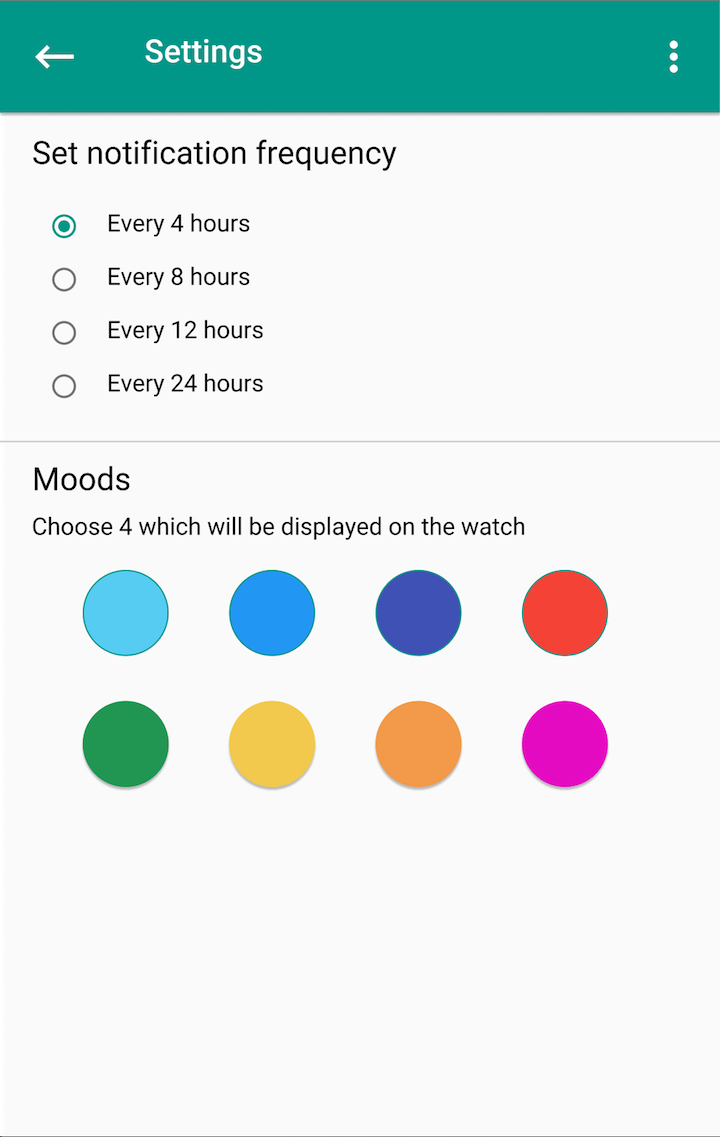 Settings
Set notification frequency
Every 4 hours
Every 8 hours
Every 12 hours
Every 24 hours
Moods
Choose 4 which will be displayed on the watch